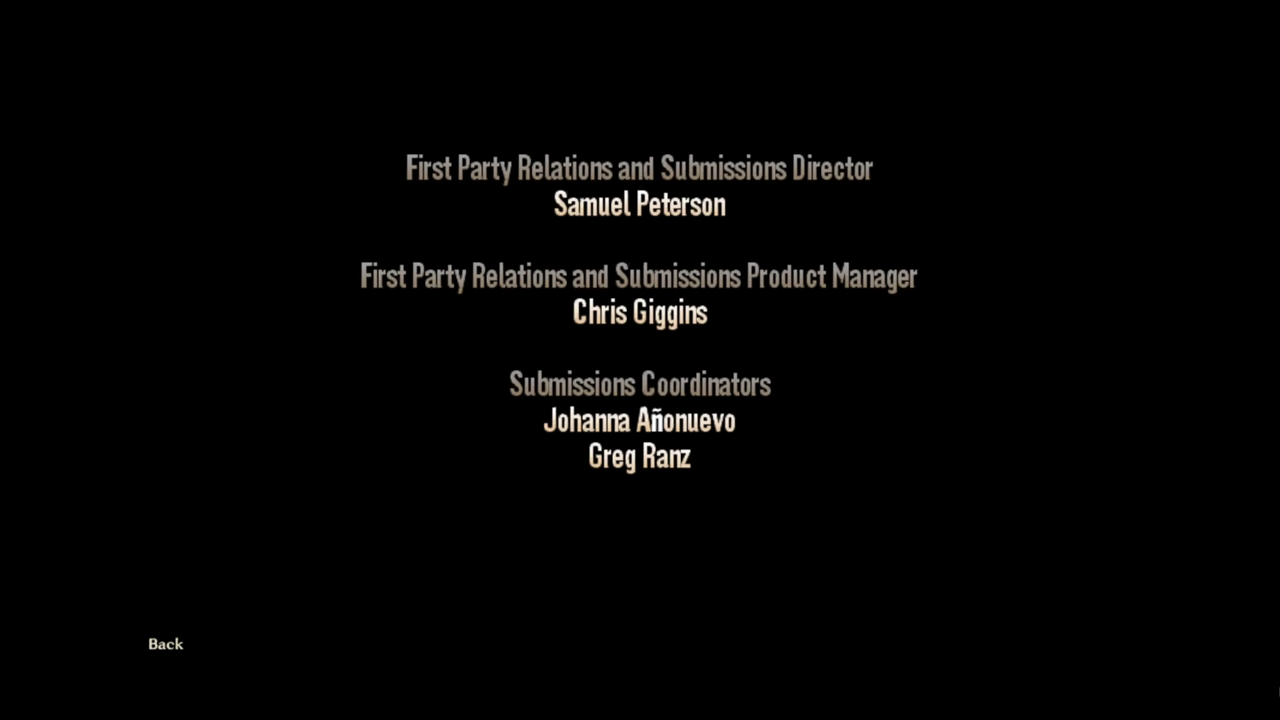 First Party Relations and Submissions Director
Samuel Peterson
First Party Relations and Submissions Product Manager
Chris Giggins
Submissions Coordinators
Johanna Añonuevo
Greg Ranz
Back